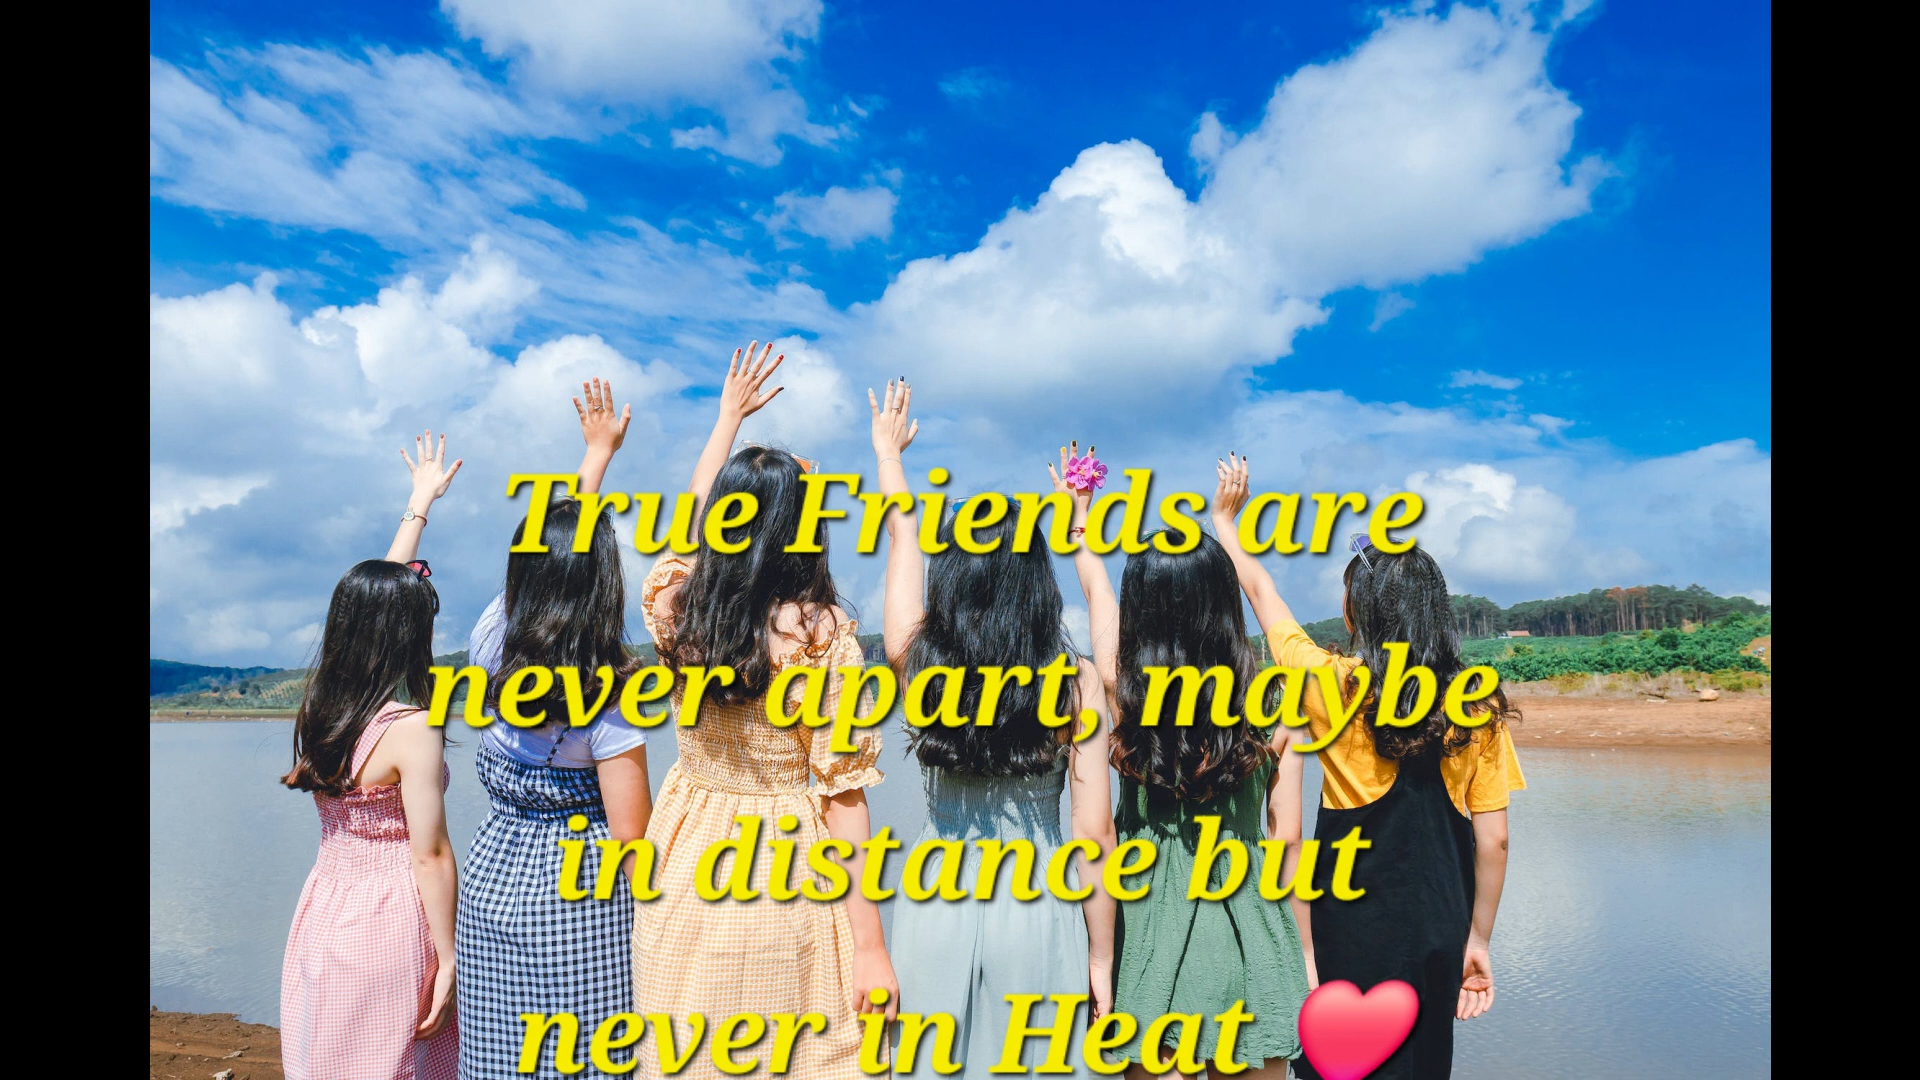 True Friends are
never apart, maybe
in distance but
never in Heat ❤️